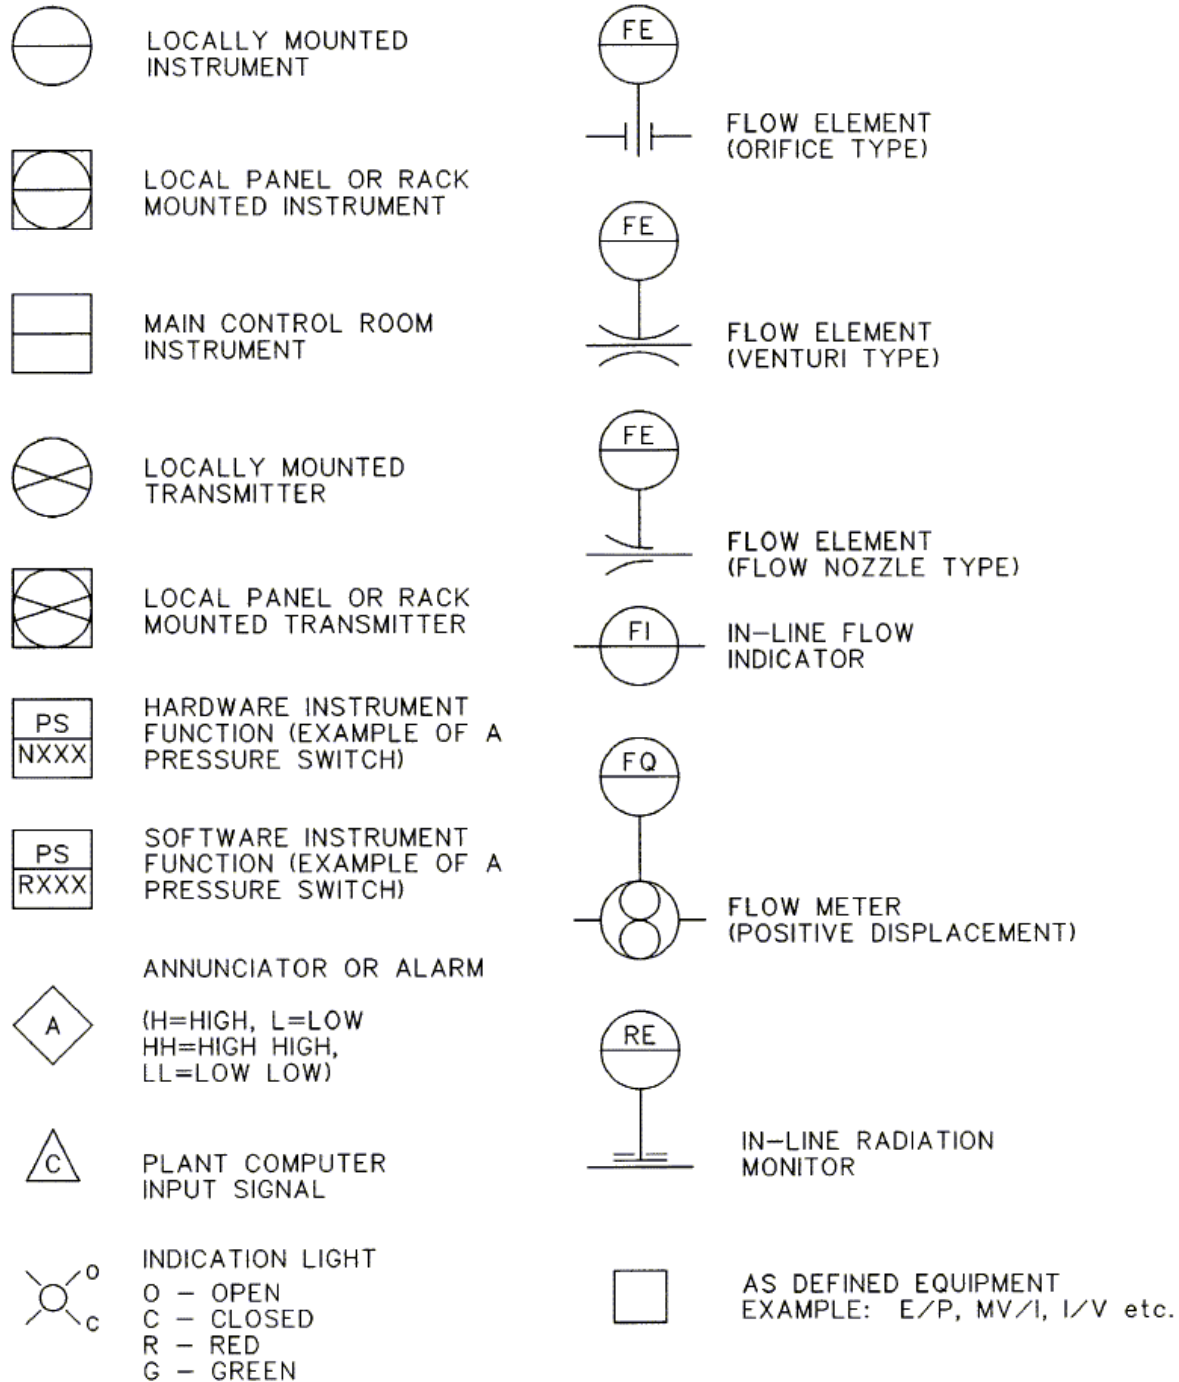 LOCALLY MOUNTED
INSTRUMENT
LOCAL PANEL OR RACK
MOUNTED INSTRUMENT
MAIN CONTROL ROOM
INSTRUMENT
LOCALLY MOUNTED
TRANSMITTER
LOCAL PANEL OR RACK
MOUNTED TRANSMITTER
PS
NXXX
HARDWARE INSTRUMENT
FUNCTION (EXAMPLE OF A
PRESSURE SWITCH)
PS
RXXX
SOFTWARE INSTRUMENT
FUNCTION (EXAMPLE OF A
PRESSURE SWITCH)
A
ANNUNCIATOR OR ALARM
(H=HIGH, L=LOW
HH=HIGH HIGH,
LL=LOW LOW)
C
PLANT COMPUTER
INPUT SIGNAL
O
C
INDICATION LIGHT
O – OPEN
C – CLOSED
R – RED
G – GREEN
FE
FLOW ELEMENT
(ORIFICE TYPE)
FE
FLOW ELEMENT
(VENTURI TYPE)
FE
FLOW ELEMENT
(FLOW NOZZLE TYPE)
FI
IN–LINE FLOW
INDICATOR
FQ
FLOW METER
(POSITIVE DISPLACEMENT)
RE
IN–LINE RADIATION
MONITOR
AS DEFINED EQUIPMENT
EXAMPLE: E/P, MV/I, I/V etc.